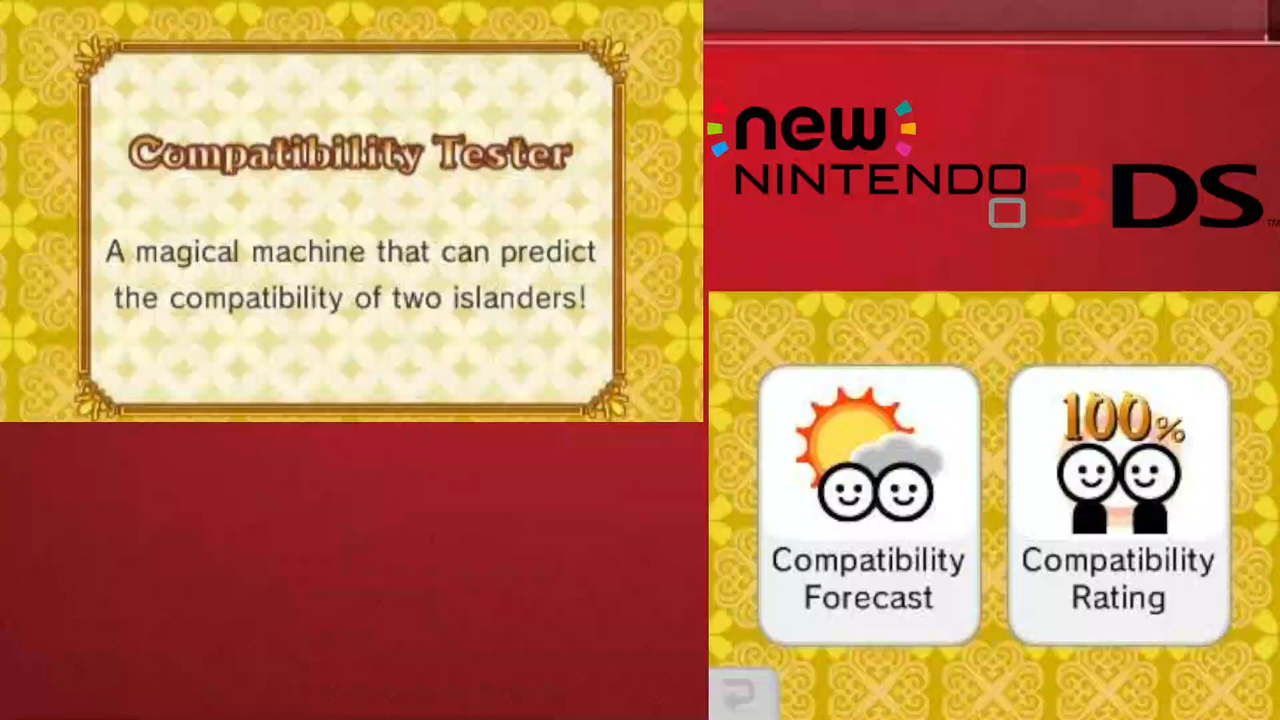 Compatibility Tester
A magical machine that can predict
the compatibility of two islanders!
new
NINTENDO 3DS
TM
100%
Compatibility
Forecast
Compatibility
Rating